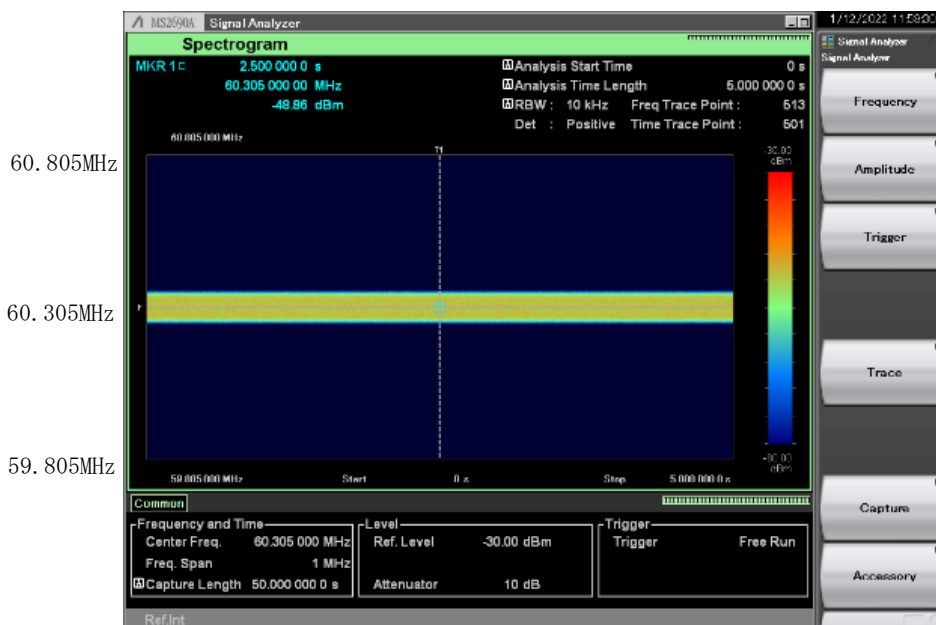 MS2690A Signal Analyzer
1/12/2022 11:58:00
Spectrogram
MKR 1 2.500 000 0 s
60.305 000 00 MHz
-48.86 dBm
Analysis Start Time 0 s
Analysis Time Length 5.000 000 0 s
RBW : 10 kHz Freq Trace Point : 513
Det : Positive Time Trace Point : 501
60.805 000 MHz
T1
-30.00
dBm
60.805MHz
60.305MHz
59.805MHz
-80.00
dBm
59.805 000 MHz Start 0 s Stop 5.000 000 0 s
Common
Frequency and Time
Center Freq. 60.305 000 MHz
Freq. Span 1 MHz
Capture Length 50.000 000 0 s
Level
Ref. Level -30.00 dBm
Attenuator 10 dB
Trigger
Trigger Free Run
Ref.Int
Signal Analyzer
Signal Analyzer
Frequency
Amplitude
Trigger
Trace
Capture
Accessory